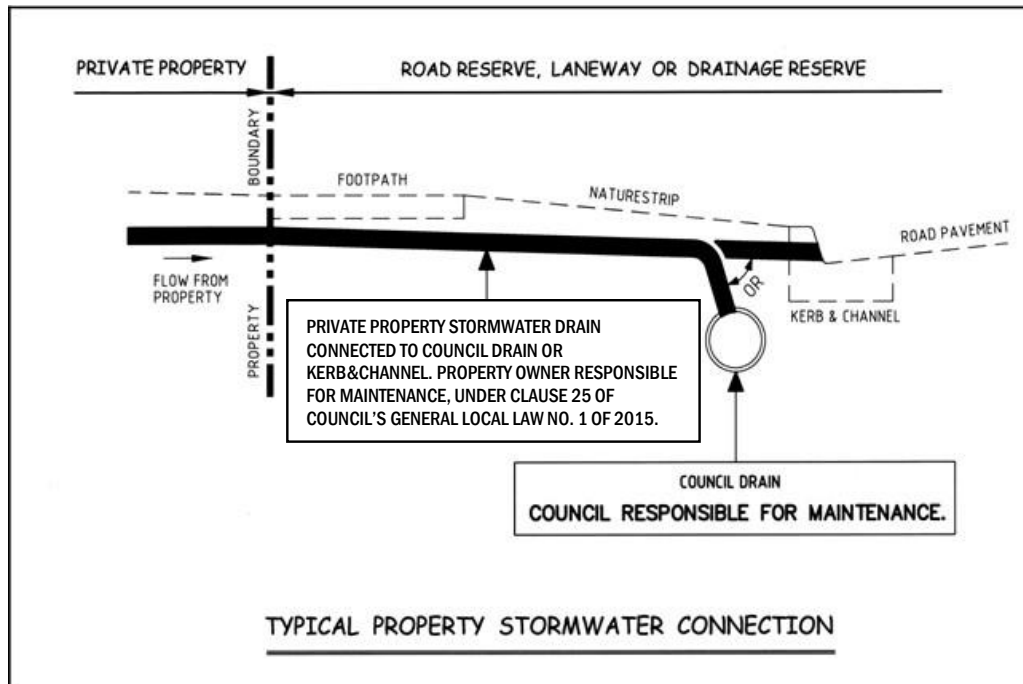 PRIVATE PROPERTY
ROAD RESERVE, LANEWAY OR DRAINAGE RESERVE
BOUNDARY
PROPERTY
FOOTPATH
NATURESTRIP
ROAD PAVEMENT
FLOW FROM
PROPERTY
OR
KERB & CHANNEL
PRIVATE PROPERTY STORMWATER DRAIN
CONNECTED TO COUNCIL DRAIN OR
KERB&CHANNEL. PROPERTY OWNER RESPONSIBLE
FOR MAINTENANCE, UNDER CLAUSE 25 OF
COUNCIL'S GENERAL LOCAL LAW NO. 1 OF 2015.
COUNCIL DRAIN
COUNCIL RESPONSIBLE FOR MAINTENANCE.
TYPICAL PROPERTY STORMWATER CONNECTION